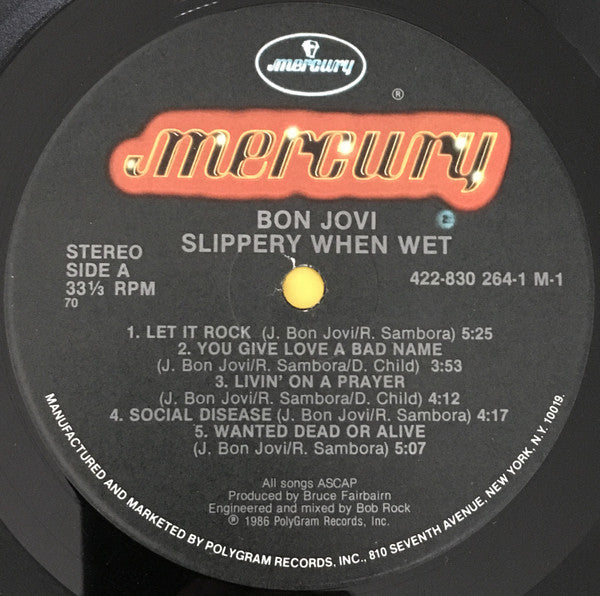 mercury
®
mercury
BON JOVI
SLIPPERY WHEN WET
STEREO
SIDE A
33⅓ RPM
70
422-830 264-1 M-1
1. LET IT ROCK (J. Bon Jovi/R. Sambora) 5:25
2. YOU GIVE LOVE A BAD NAME
(J. Bon Jovi/R. Sambora/D. Child) 3:53
3. LIVIN' ON A PRAYER
(J. Bon Jovi/R. Sambora/D. Child) 4:12
4. SOCIAL DISEASE (J. Bon Jovi/R. Sambora) 4:17
5. WANTED DEAD OR ALIVE
(J. Bon Jovi/R. Sambora) 5:07
All songs ASCAP
Produced by Bruce Fairbairn
Engineered and mixed by Bob Rock
℗ 1986 PolyGram Records, Inc.
MANUFACTURED AND MARKETED BY POLYGRAM RECORDS, INC., 810 SEVENTH AVENUE, NEW YORK, N.Y. 10019.